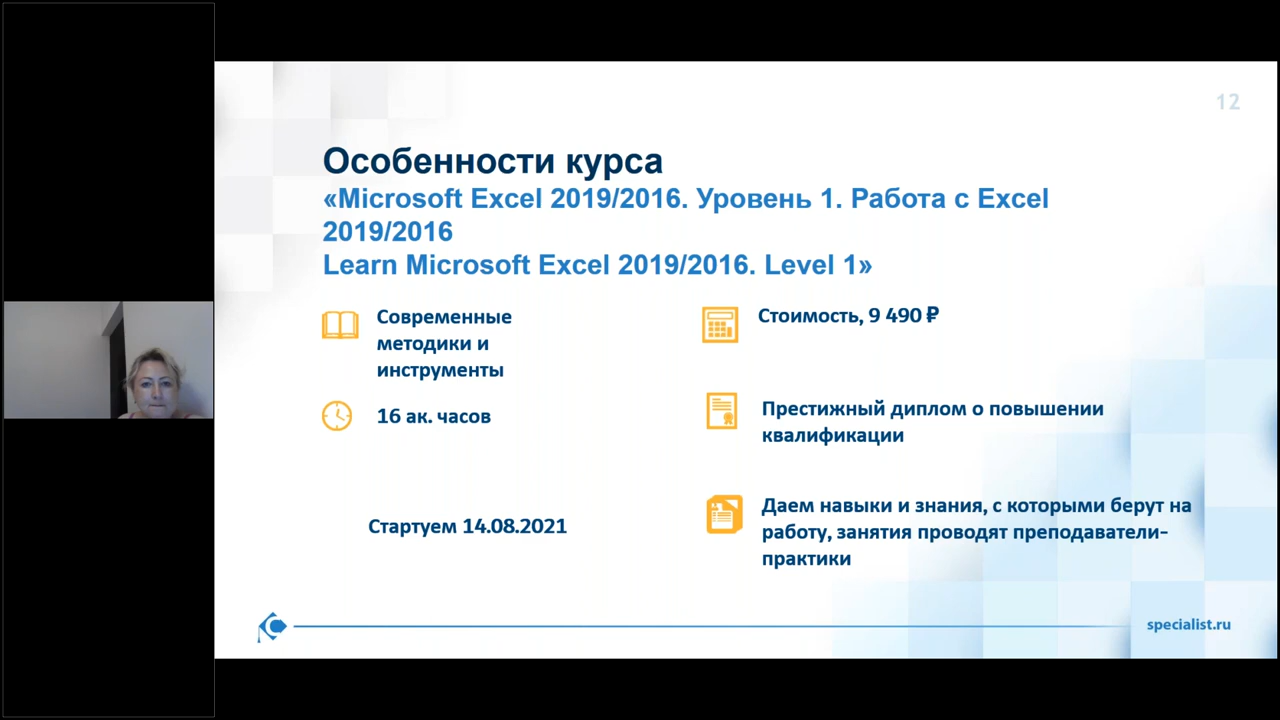 12
Особенности курса
«Microsoft Excel 2019/2016. Уровень 1. Работа с Excel
2019/2016
Learn Microsoft Excel 2019/2016. Level 1»
Современные
методики и
инструменты
16 ак. часов
Стартуем 14.08.2021
Стоимость, 9 490 ₽
Престижный диплом о повышении
квалификации
Даем навыки и знания, с которыми берут на
работу, занятия проводят преподаватели-
практики
specialist.ru